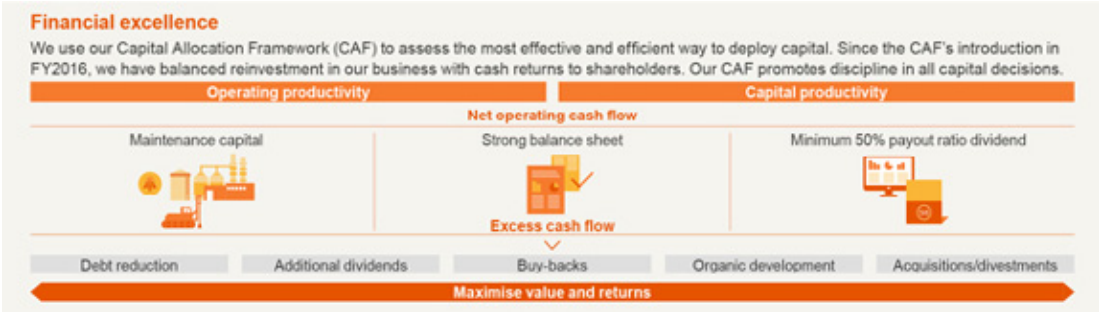 Financial excellence
We use our Capital Allocation Framework (CAF) to assess the most effective and efficient way to deploy capital. Since the CAF's introduction in
FY2016, we have balanced reinvestment in our business with cash returns to shareholders. Our CAF promotes discipline in all capital decisions.
Operating productivity
Capital productivity
Net operating cash flow
Maintenance capital
Strong balance sheet
Minimum 50% payout ratio dividend
Excess cash flow
Debt reduction
Additional dividends
Buy-backs
Organic development
Acquisitions/divestments
Maximise value and returns